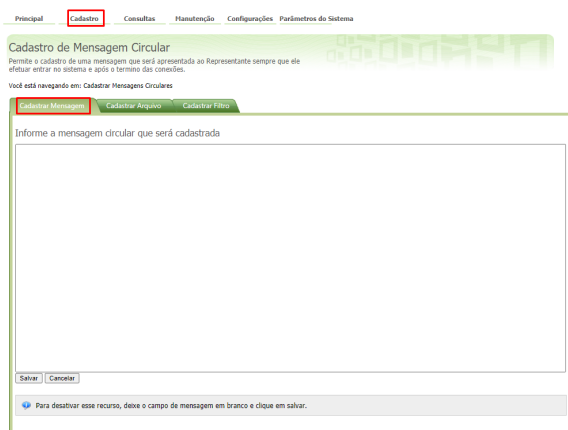 Principal Cadastro Consultas Manutenção Configurações Parâmetros do Sistema
Cadastro de Mensagem Circular
Permite o cadastro de uma mensagem que será apresentada ao Representante sempre que ele
efetuar entrar no sistema e após o termino das conexões.
Você está navegando em: Cadastrar Mensagens Circulares
Cadastrar Mensagem Cadastrar Arquivo Cadastrar Filtro
Informe a mensagem circular que será cadastrada
Salvar Cancelar
Para desativar esse recurso, deixe o campo de mensagem em branco e clique em salvar.